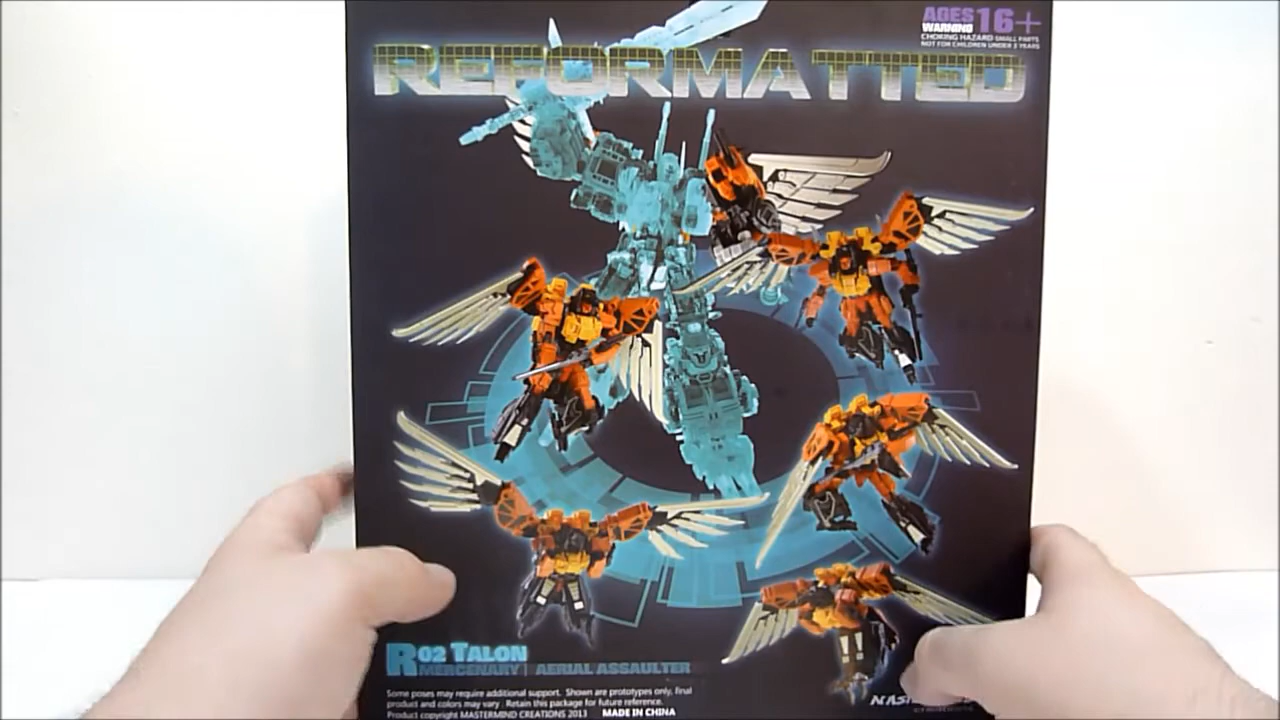 AGES 16+
WARNING
CHOKING HAZARD SMALL PARTS
NOT FOR CHILDREN UNDER 3 YEARS
REFORMATTED
R02 TALON
MERCENARY | AERIAL ASSAULTER
Some poses may require additional support. Shown are prototypes only, final
product and colors may vary. Retain this package for future reference.
Product copyright MASTERMIND CREATIONS 2013 MADE IN CHINA